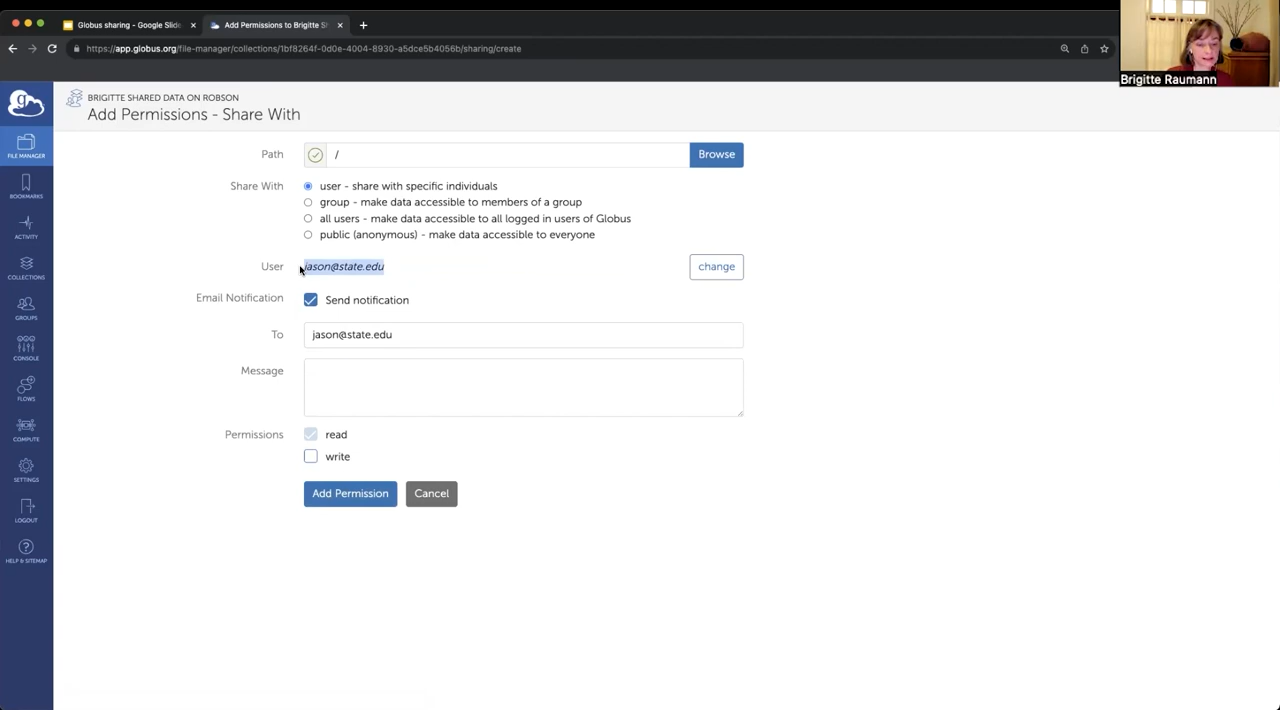 Globus sharing - Google Slide
Add Permissions to Brigitte Sh
https://app.globus.org/file-manager/collections/1bf8264f-0d0e-4004-8930-a5dce5b4056b/sharing/create
Brigitte Raumann
BRIGITTE SHARED DATA ON ROBSON
Add Permissions - Share With
FILE MANAGER
BOOKMARKS
ACTIVITY
COLLECTIONS
GROUPS
CONSOLE
FLOWS
COMPUTE
SETTINGS
LOGOUT
HELP & SITEMAP
Path / Browse
Share With user - share with specific individuals
group - make data accessible to members of a group
all users - make data accessible to all logged in users of Globus
public (anonymous) - make data accessible to everyone
User jason@state.edu change
Email Notification Send notification
To jason@state.edu
Message
Permissions read
write
Add Permission Cancel